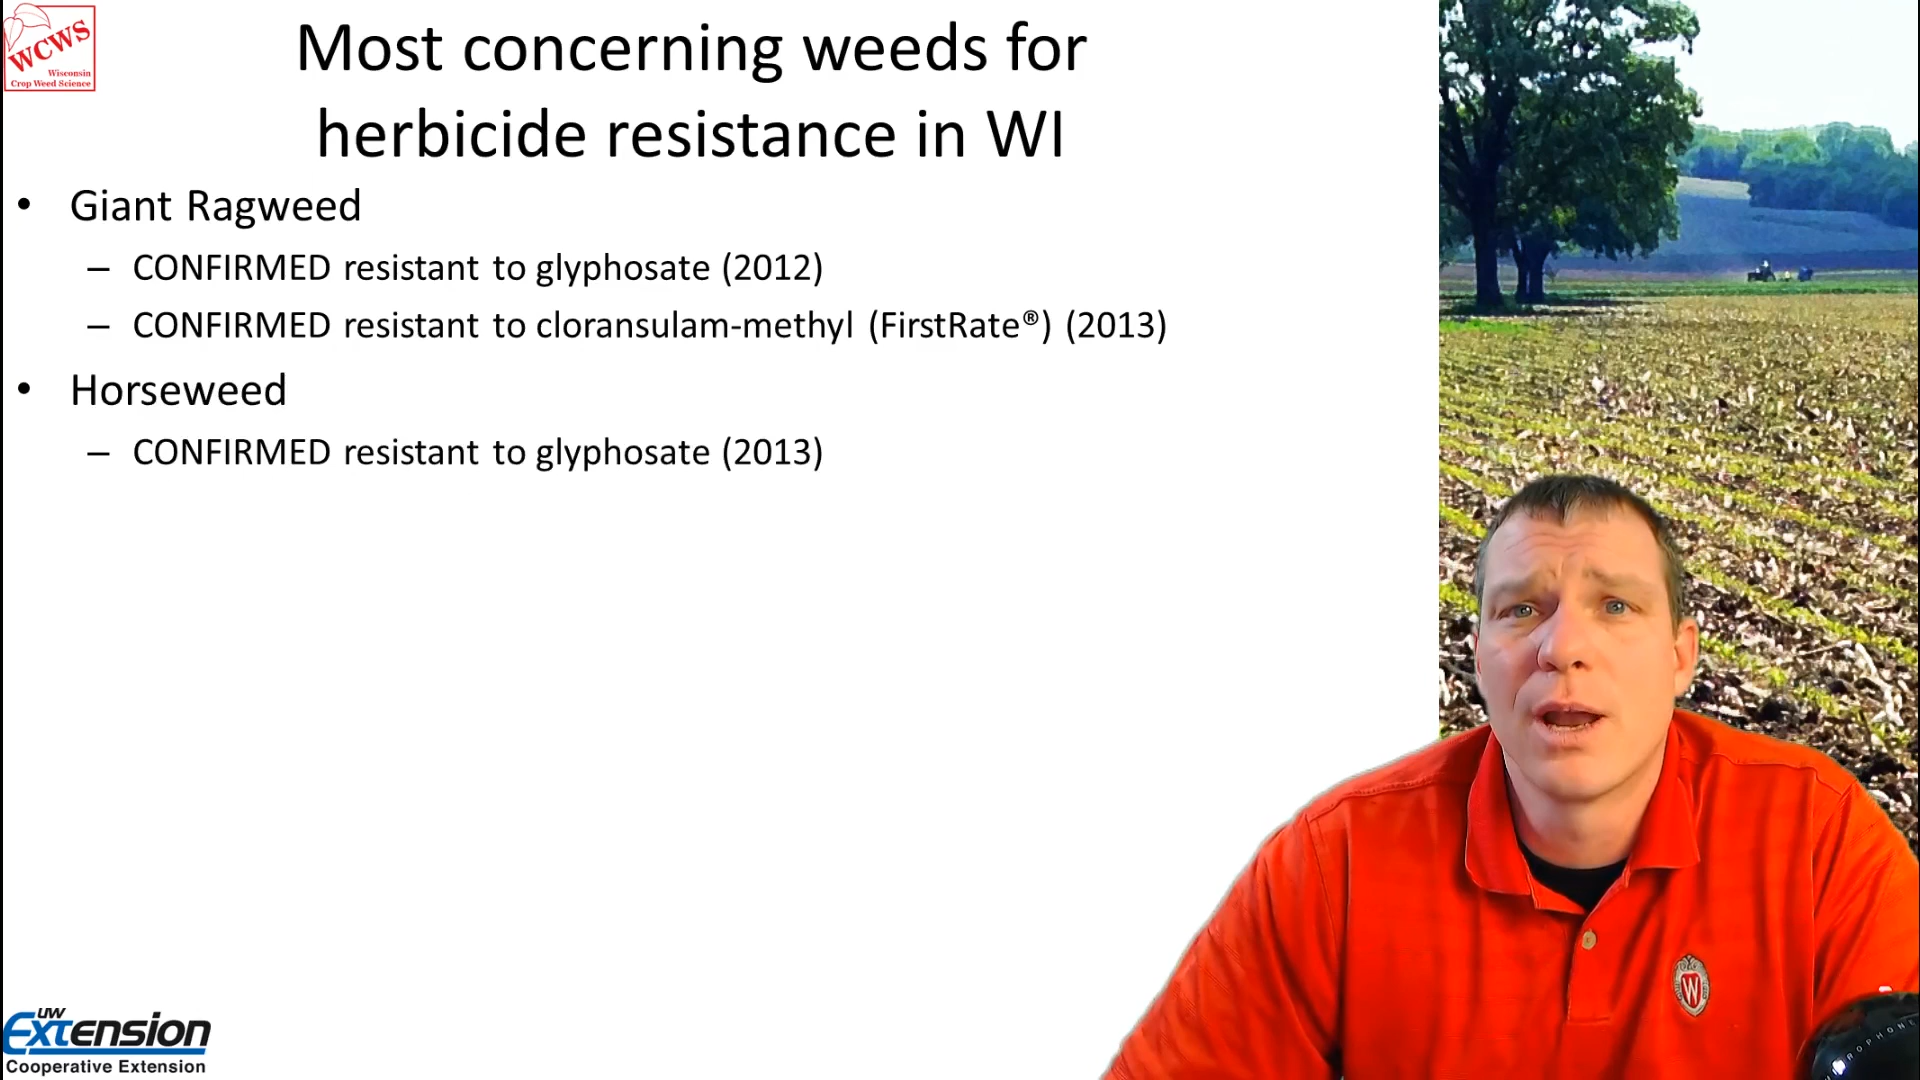 WCWS
Wisconsin
Crop Weed Science
Most concerning weeds for
herbicide resistance in WI
• Giant Ragweed
– CONFIRMED resistant to glyphosate (2012)
– CONFIRMED resistant to cloransulam-methyl (FirstRate®) (2013)
• Horseweed
– CONFIRMED resistant to glyphosate (2013)
W
UW
Extension
Cooperative Extension